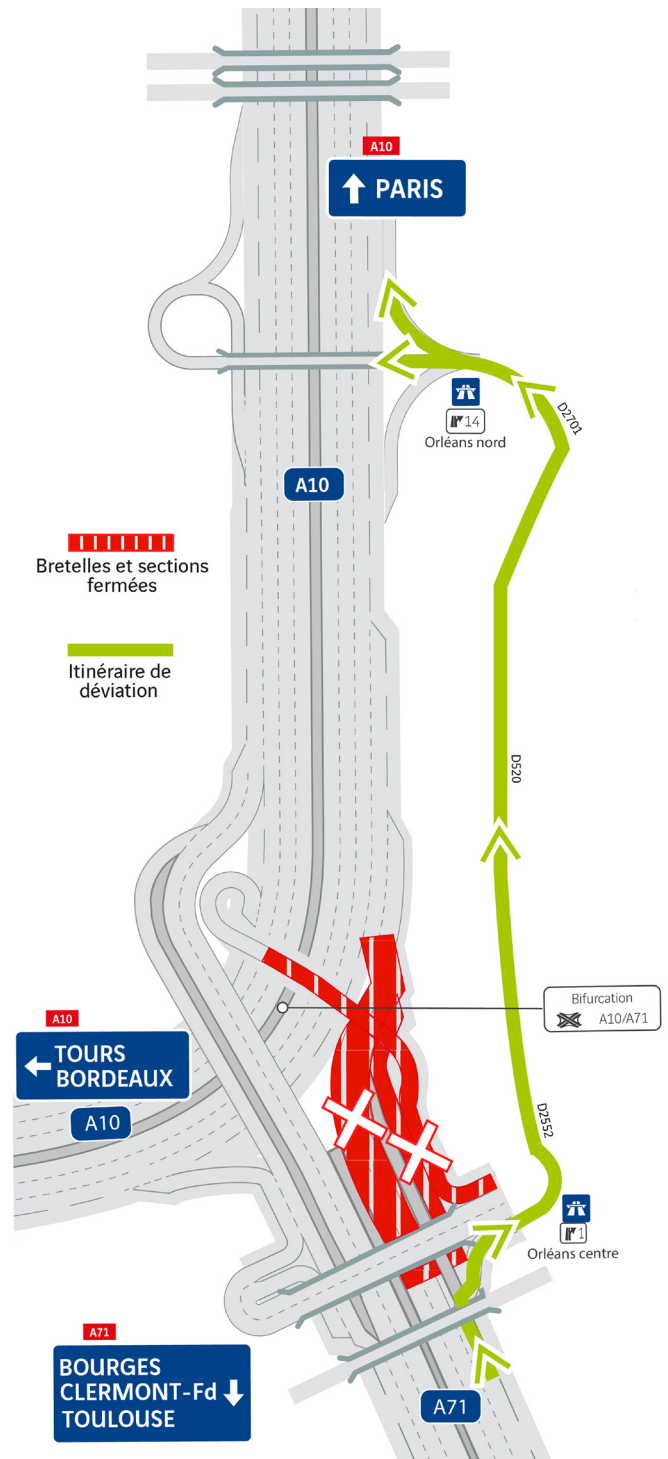 A10
PARIS
D2701
14
Orléans nord
A10
Bretelles et sections
fermées
Itinéraire de
déviation
D520
Bifurcation
A10/A71
A10
TOURS
BORDEAUX
A10
D2552
1
Orléans centre
A71
BOURGES
CLERMONT-Fd
TOULOUSE
A71